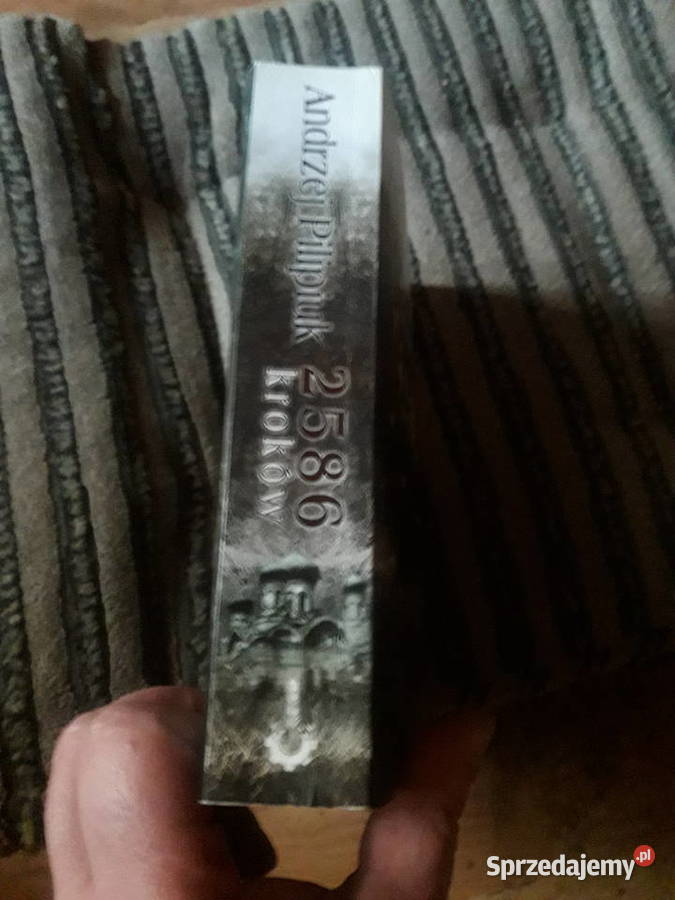 Andrzej Pilipiuk
2586
kroków
Sprzedajemy.pl